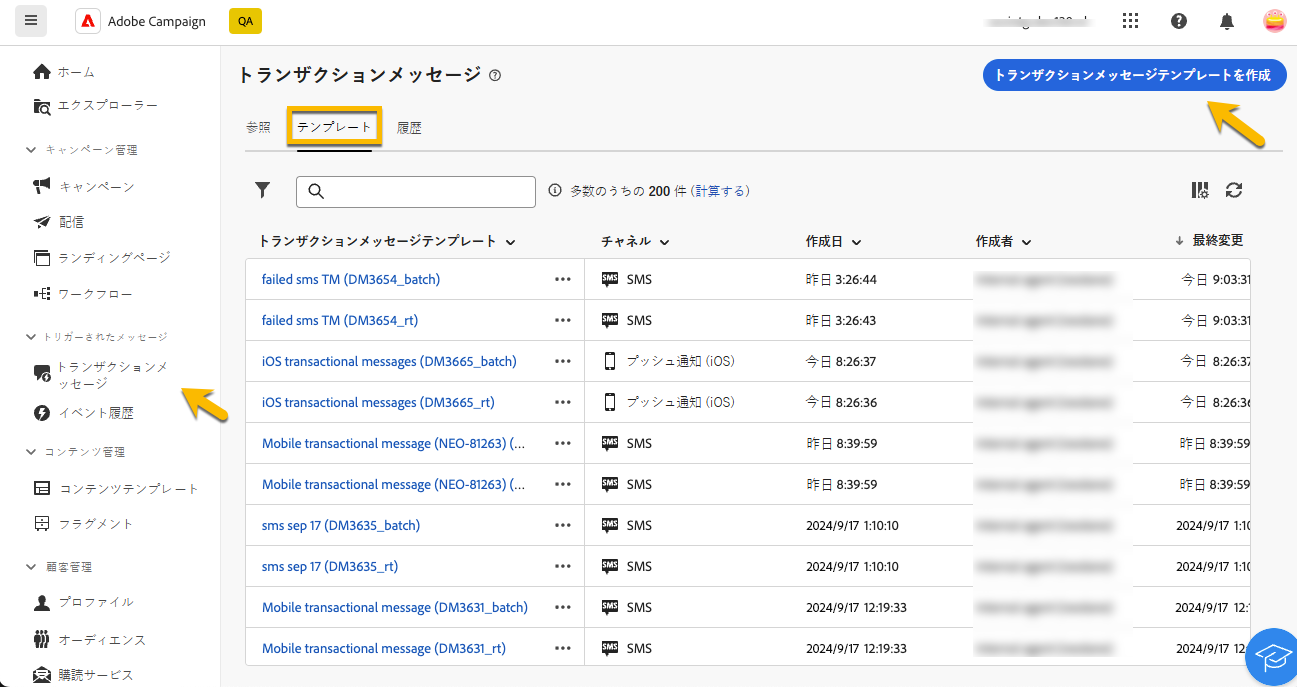 Adobe Campaign
QA
ホーム
エクスプローラー
キャンペーン管理
キャンペーン
配信
ランディングページ
ワークフロー
トリガーされたメッセージ
トランザクションメ
ッセージ
イベント履歴
コンテンツ管理
コンテンツテンプレート
フラグメント
顧客管理
プロファイル
オーディエンス
購読サービス
トランザクションメッセージ
トランザクションメッセージテンプレートを作成
参照 テンプレート 履歴
多数のうちの 200 件 (計算する)
トランザクションメッセージテンプレート チャネル 作成日 作成者 最終変更
failed sms TM (DM3654_batch) ••• SMS SMS 昨日 3:26:44 今日 9:03:31
failed sms TM (DM3654_rt) ••• SMS SMS 昨日 3:26:43 今日 9:03:31
iOS transactional messages (DM3665_batch) ••• プッシュ通知 (iOS) 今日 8:26:37 今日 8:26:37
iOS transactional messages (DM3665_rt) ••• プッシュ通知 (iOS) 今日 8:26:36 今日 8:26:36
Mobile transactional message (NEO-81263) (... ••• SMS SMS 昨日 8:39:59 昨日 8:39:59
Mobile transactional message (NEO-81263) (... ••• SMS SMS 昨日 8:39:59 昨日 8:39:59
sms sep 17 (DM3635_batch) ••• SMS SMS 2024/9/17 1:10:10 2024/9/17 1:10
sms sep 17 (DM3635_rt) ••• SMS SMS 2024/9/17 1:10:10 2024/9/17 1:10
Mobile transactional message (DM3631_batch) ••• SMS SMS 2024/9/17 12:19:33 2024/9/17 12:
Mobile transactional message (DM3631_rt) ••• SMS SMS 2024/9/17 12:19:33 2024/9/17 12